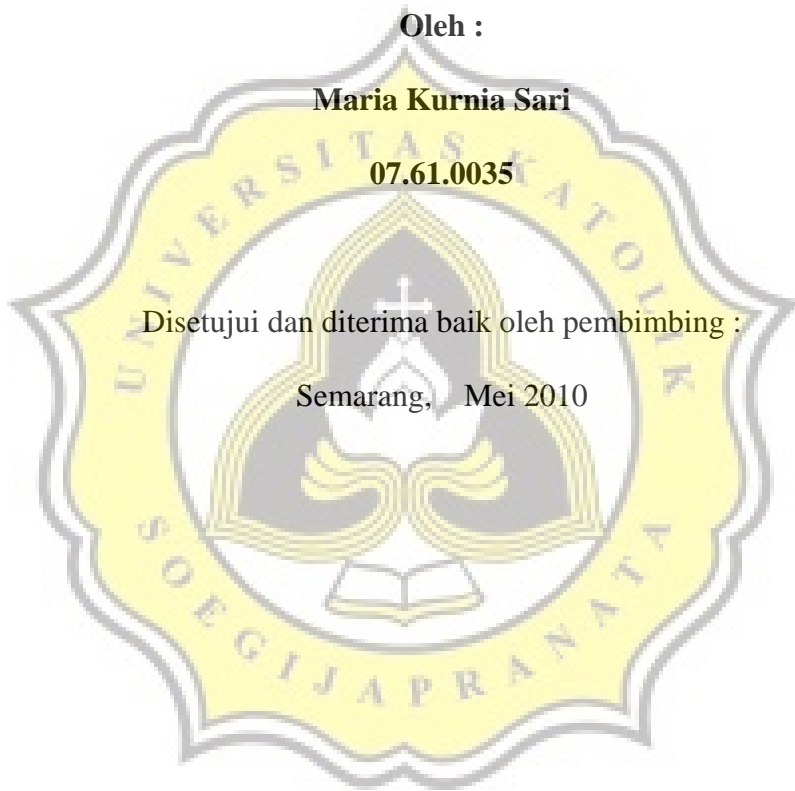 Oleh :
Maria Kurnia Sari
07.61.0035
Disetujui dan diterima baik oleh pembimbing :
Semarang, Mei 2010
UNIVERSITAS KATOLIK
SOEGIJAPRANATA